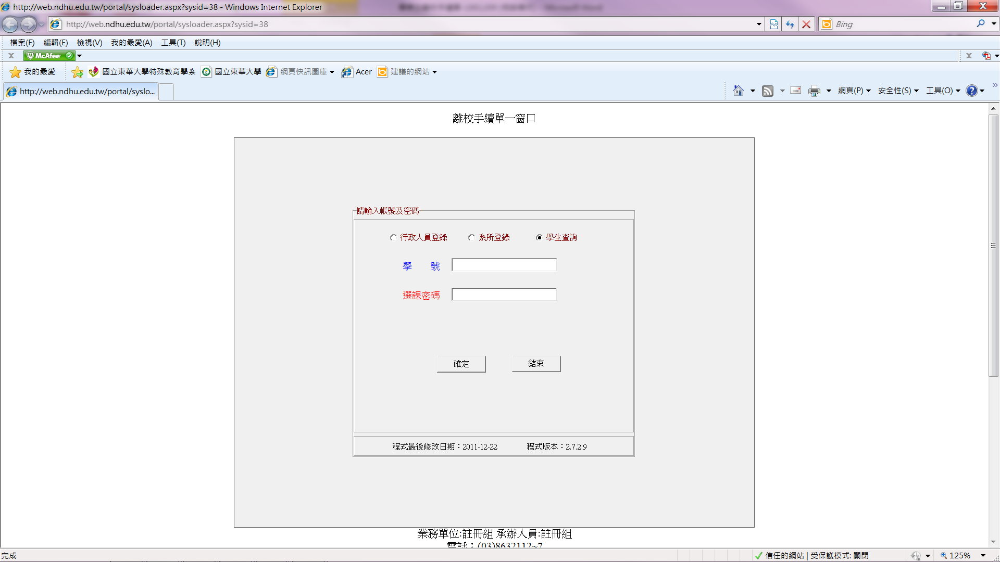 http://web.ndhu.edu.tw/portal/sysloader.aspx?sysid=38 - Windows Internet Explorer
http://web.ndhu.edu.tw/portal/sysloader.aspx?sysid=38
Bing
檔案(F) 編輯(E) 檢視(V) 我的最愛(A) 工具(T) 說明(H)
x McAfee x
我的最愛 國立東華大學特殊教育學系 國立東華大學 網頁快訊圖庫 Acer 建議的網站
http://web.ndhu.edu.tw/portal/syslo... 網頁(P) 安全性(S) 工具(O)
離校手續單一窗口
請輸入帳號及密碼
行政人員登錄 系所登錄 學生查詢
學 號
選課密碼
確定 結束
程式最後修改日期：2011-12-22 程式版本：2.7.2.9
業務單位:註冊組 承辦人員:註冊組
電話：(03)8632112~7
完成 信任的網站 | 受保護模式: 關閉 125%